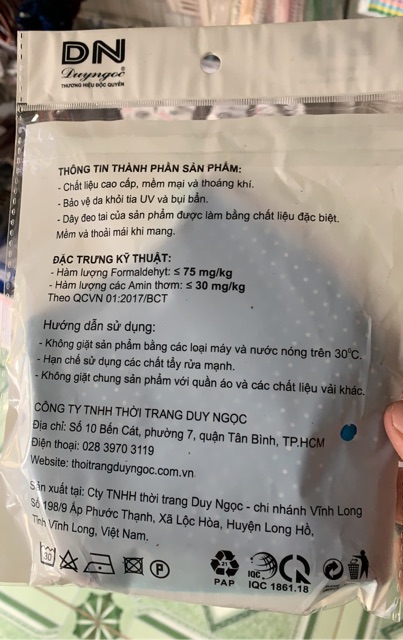 DN
Duyngoc®
THƯƠNG HIỆU ĐỘC QUYỀN
THÔNG TIN THÀNH PHẦN SẢN PHẨM:
- Chất liệu cao cấp, mềm mại và thoáng khí.
- Bảo vệ da khỏi tia UV và bụi bẩn.
- Dây đeo tai của sản phẩm được làm bằng chất liệu đặc biệt.
Mềm và thoải mái khi mang.
ĐẶC TRƯNG KỸ THUẬT:
- Hàm lượng Formaldehyt: ≤ 75 mg/kg
- Hàm lượng các Amin thơm: ≤ 30 mg/kg
Theo QCVN 01:2017/BCT
Hướng dẫn sử dụng:
- Không giặt sản phẩm bằng các loại máy và nước nóng trên 30°C.
- Hạn chế sử dụng các chất tẩy rửa mạnh.
- Không giặt chung sản phẩm với quần áo và các chất liệu vải khác.
CÔNG TY TNHH THỜI TRANG DUY NGỌC
Địa chỉ: Số 10 Bến Cát, phường 7, quận Tân Bình, TP.HCM
Điện thoại: 028 3970 3119
Website: thoitrangduyngoc.com.vn
Sản xuất tại: Cty TNHH thời trang Duy Ngọc - chi nhánh Vĩnh Long
Số 198/9 Ấp Phước Thạnh, Xã Lộc Hòa, Huyện Long Hồ,
Tỉnh Vĩnh Long, Việt Nam.
30 P 21 IQC
PAP IQC 1861.18